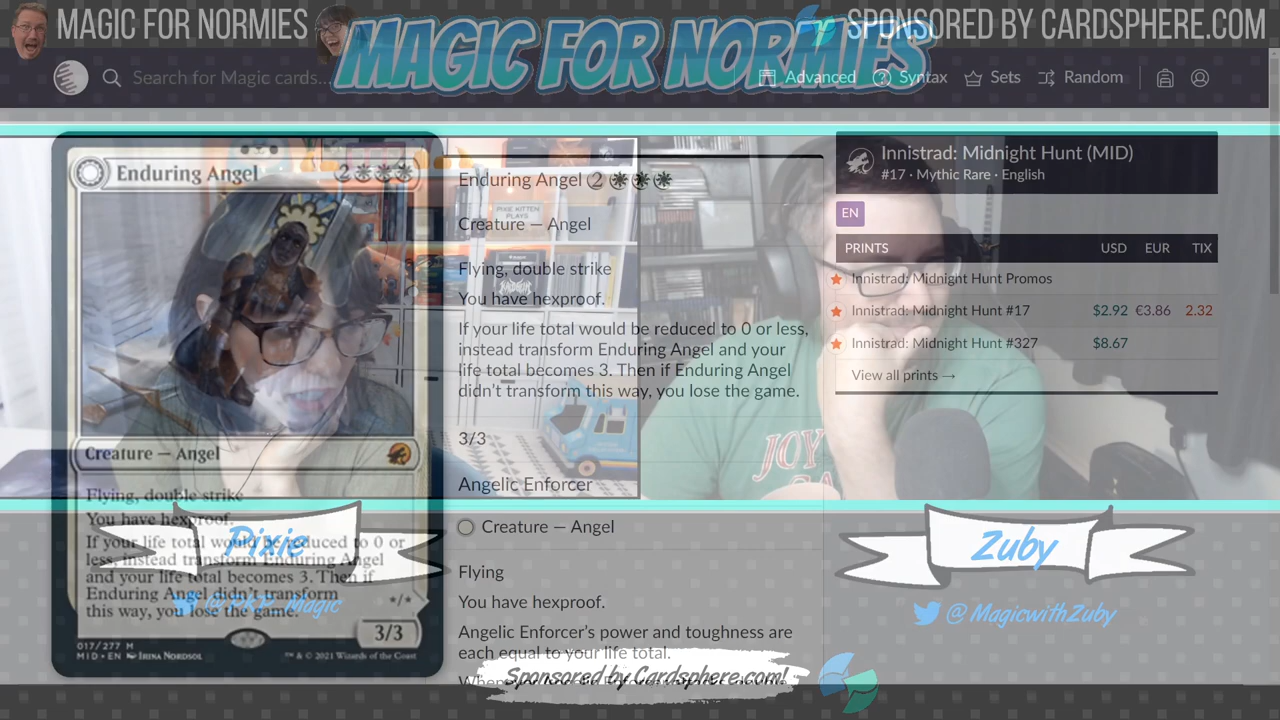 MAGIC FOR NORMIES
MAGIC FOR NORMIES
SPONSORED BY CARDSPHERE.COM
Search for Magic cards...
Advanced
Syntax
Sets
Random
Enduring Angel 2
Creature — Angel
Flying, double strike
You have hexproof.
If your life total would be reduced to 0 or
less, instead transform Enduring Angel
and your life total becomes 3. Then if
Enduring Angel didn't transform
this way, you lose the game.
*/*
3/3
017/277 M
MID • EN IRINA NORDSOL
™ & © 2021 Wizards of the Coast
Enduring Angel 2
Creature — Angel
Flying, double strike
You have hexproof.
If your life total would be reduced to 0 or less,
instead transform Enduring Angel and your
life total becomes 3. Then if Enduring Angel
didn't transform this way, you lose the game.
3/3
Angelic Enforcer
Creature — Angel
Flying
You have hexproof.
Angelic Enforcer's power and toughness are
each equal to your life total.
PIXIE KITTEN
PLAYS
Innistrad: Midnight Hunt (MID)
#17 · Mythic Rare · English
EN
PRINTS USD EUR TIX
Innistrad: Midnight Hunt Promos
Innistrad: Midnight Hunt #17 $2.92 €3.86 2.32
Innistrad: Midnight Hunt #327 $8.67
View all prints →
JOY
Pixie
@PKP_Magic
Zuby
@MagicwithZuby
Sponsored by Cardsphere.com!